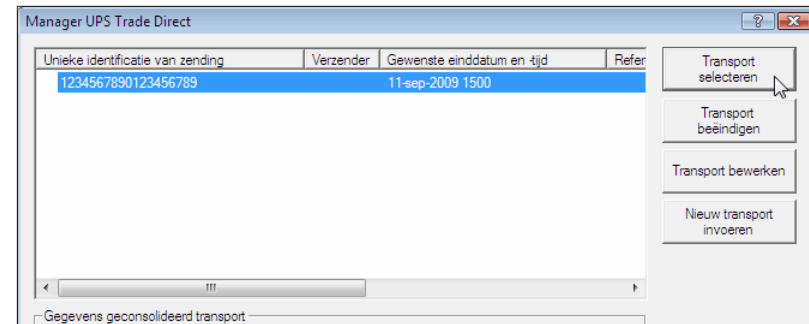 Manager UPS Trade Direct
Unieke identificatie van zending Verzender Gewenste einddatum en -tijd Refer
1234567890123456789 11-sep-2009 1500
Transport
selecteren
Transport
beëindigen
Transport bewerken
Nieuw transport
invoeren
Gegevens geconsolideerd transport